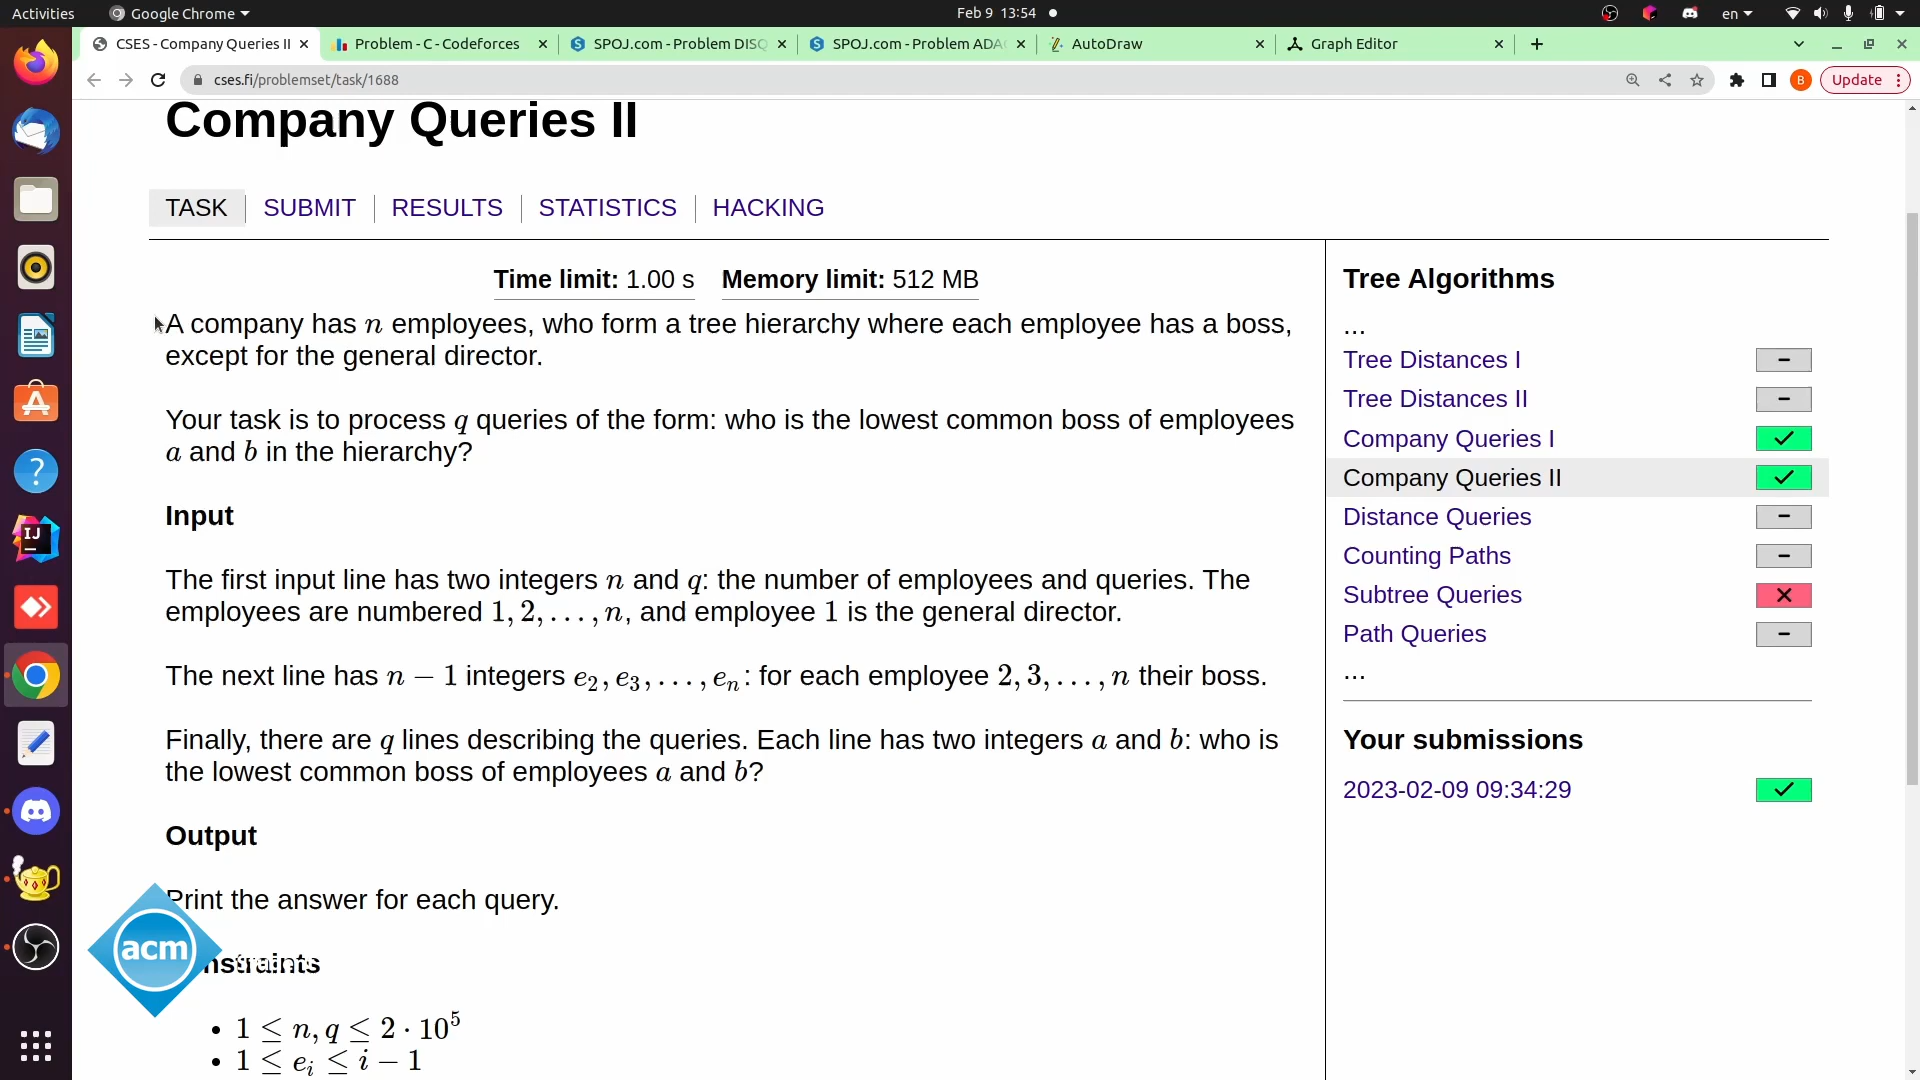 Activities
Google Chrome
Feb 9 13:54
en
CSES - Company Queries II
Problem - C - Codeforces
SPOJ.com - Problem DISQ
SPOJ.com - Problem ADAC
AutoDraw
Graph Editor
cses.fi/problemset/task/1688
B
Update
Company Queries II
TASK
SUBMIT
RESULTS
STATISTICS
HACKING
Time limit: 1.00 s Memory limit: 512 MB
A company has n employees, who form a tree hierarchy where each employee has a boss,
except for the general director.
Your task is to process q queries of the form: who is the lowest common boss of employees
a and b in the hierarchy?
Input
The first input line has two integers n and q: the number of employees and queries. The
employees are numbered 1, 2, . . . , n, and employee 1 is the general director.
The next line has n − 1 integers e₂, e₃, . . . , eₙ: for each employee 2, 3, . . . , n their boss.
Finally, there are q lines describing the queries. Each line has two integers a and b: who is
the lowest common boss of employees a and b?
Output
Print the answer for each query.
nstraints
1 ≤ n, q ≤ 2 · 10⁵
1 ≤ eᵢ ≤ i − 1
Tree Algorithms
...
Tree Distances I
Tree Distances II
Company Queries I
Company Queries II
Distance Queries
Counting Paths
Subtree Queries
Path Queries
...
Your submissions
2023-02-09 09:34:29
acm
IJ